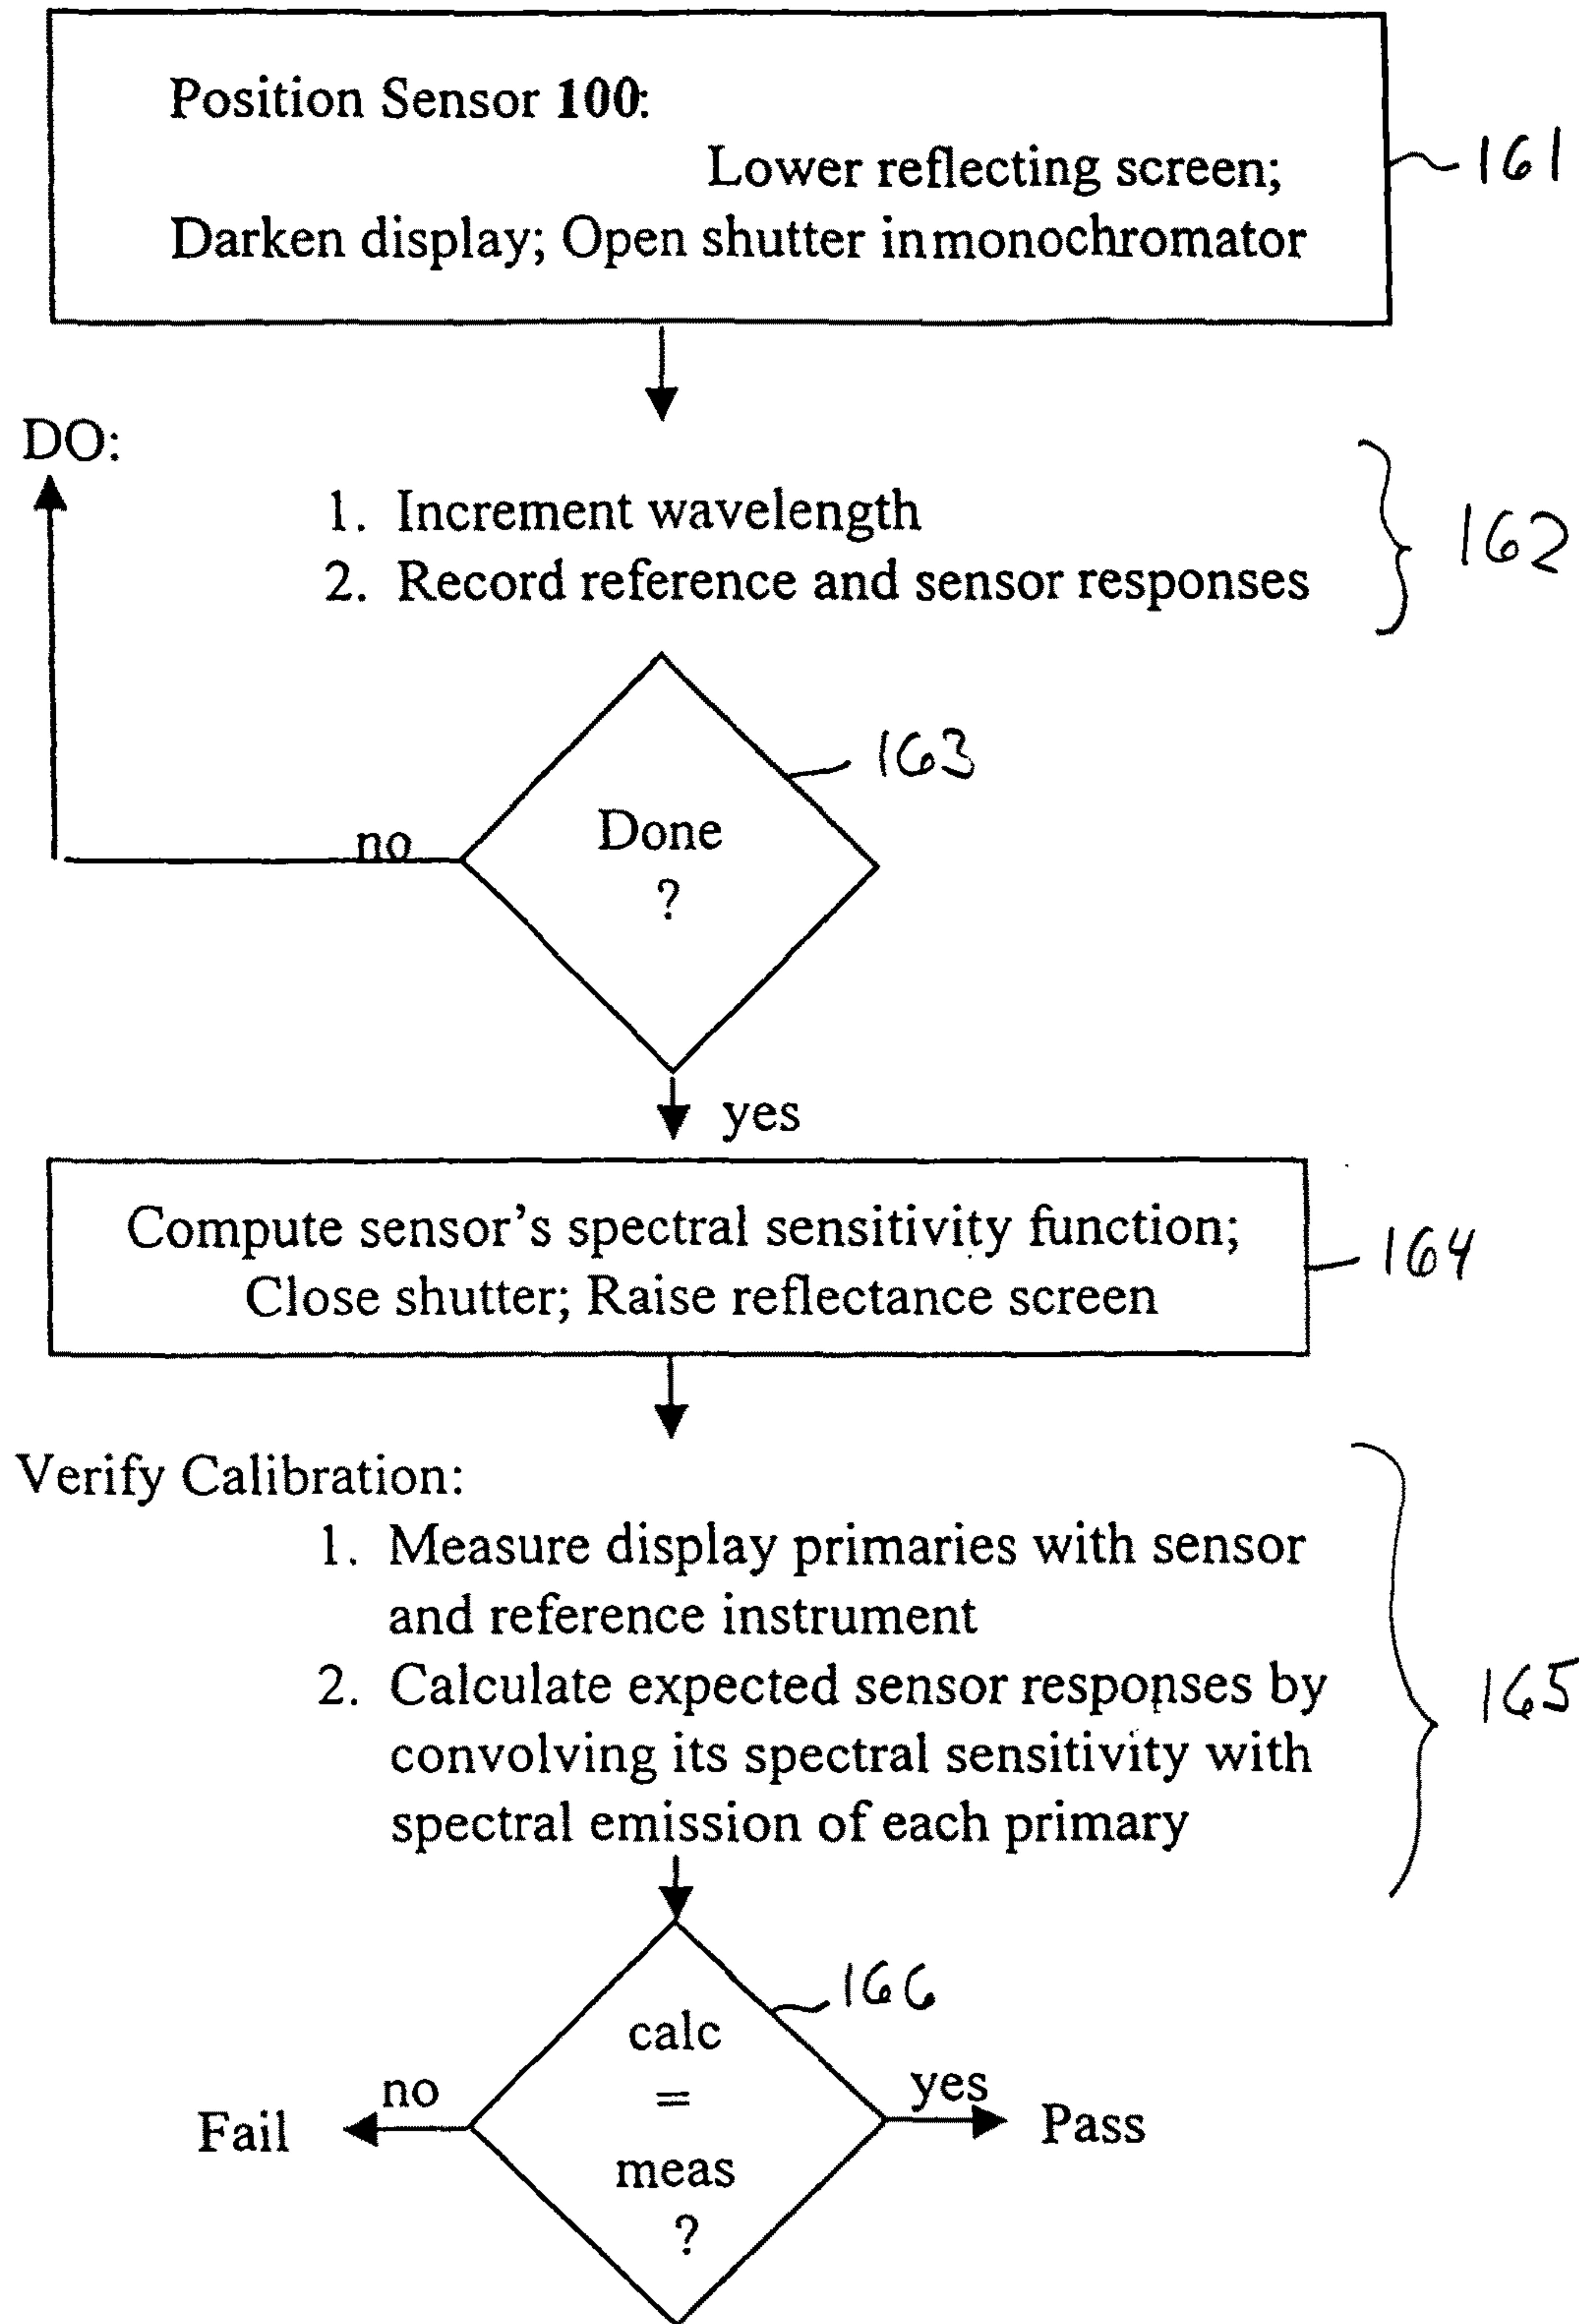 Position Sensor 100:
Lower reflecting screen;
Darken display; Open shutter inmonochromator
161
DO:
1. Increment wavelength
2. Record reference and sensor responses
162
163
Done
?
no
yes
Compute sensor's spectral sensitivity function;
Close shutter; Raise reflectance screen
164
Verify Calibration:
1. Measure display primaries with sensor
and reference instrument
2. Calculate expected sensor responses by
convolving its spectral sensitivity with
spectral emission of each primary
165
166
calc
=
meas
?
no
Fail
yes
Pass